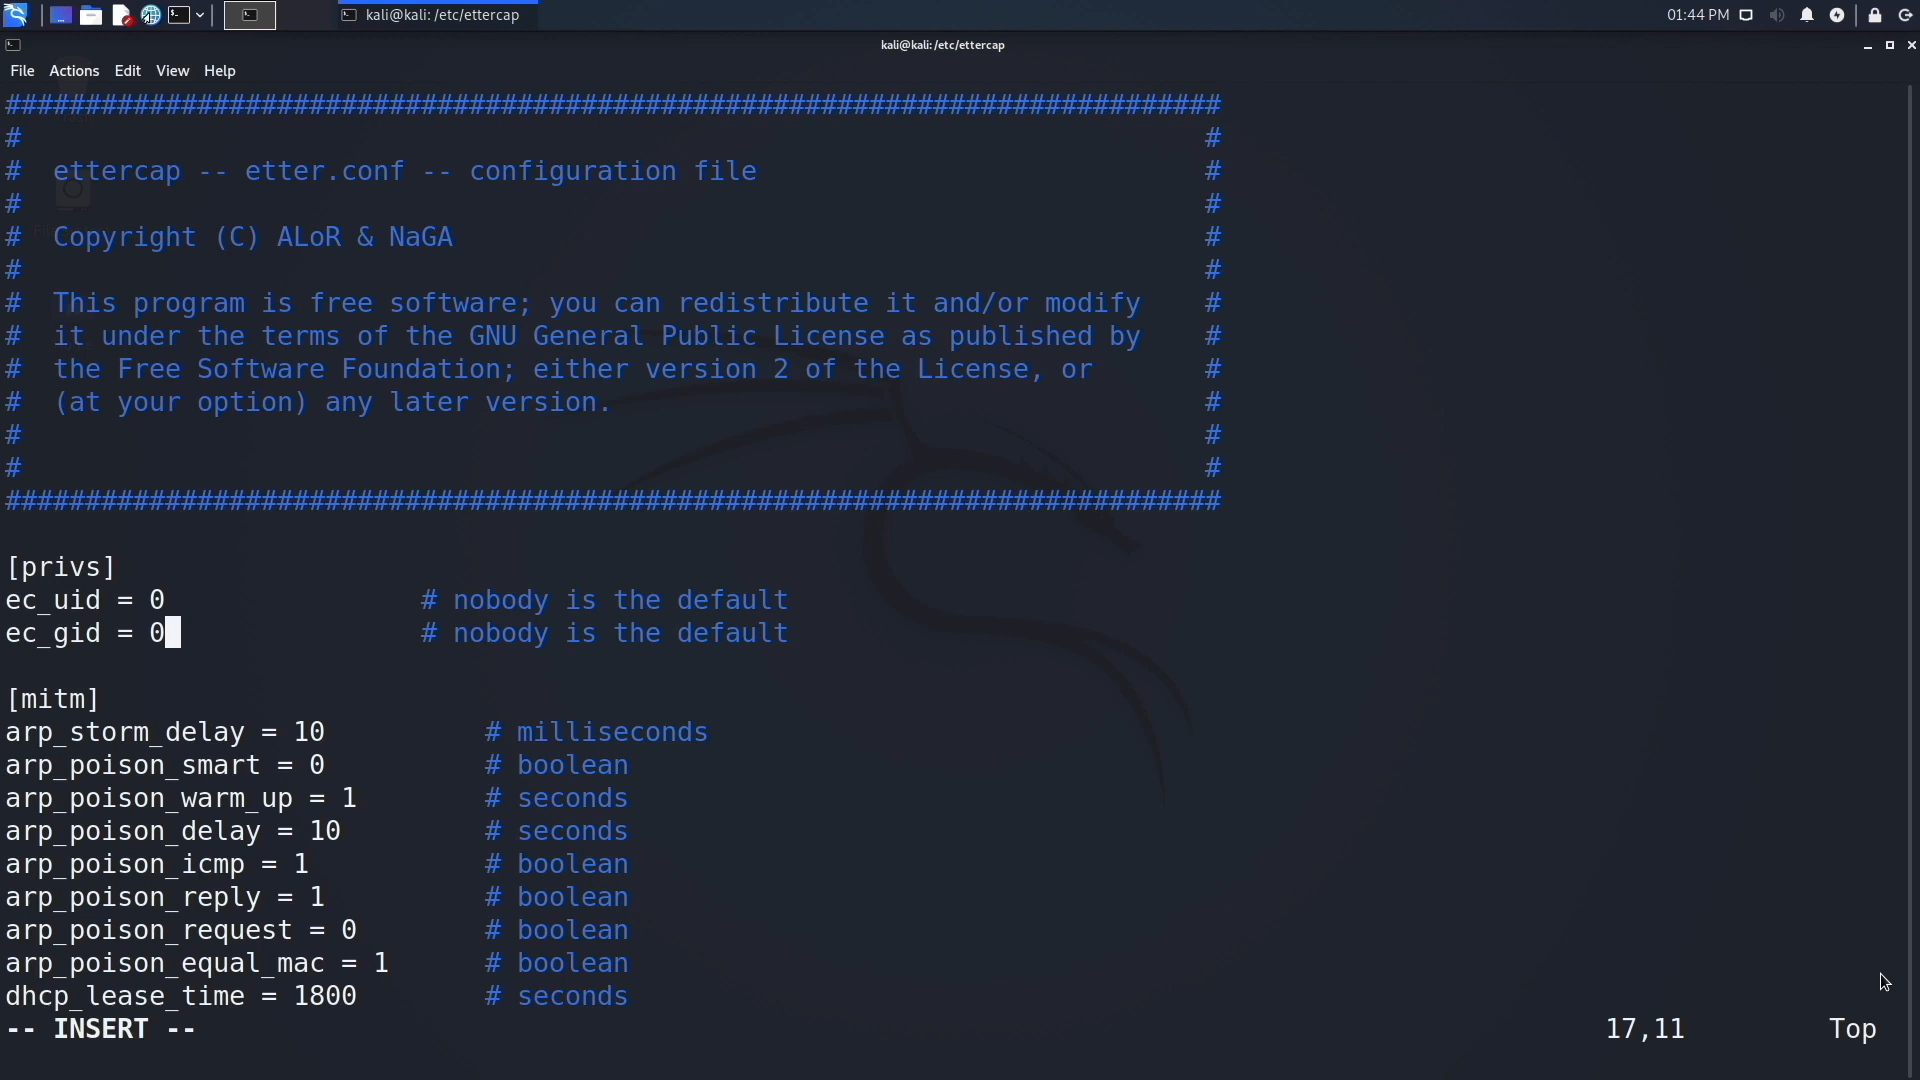 kali@kali: /etc/ettercap
01:44 PM
kali@kali: /etc/ettercap
File Actions Edit View Help
############################################################################
# #
# ettercap -- etter.conf -- configuration file #
# #
# Copyright (C) ALoR & NaGA #
# #
# This program is free software; you can redistribute it and/or modify #
# it under the terms of the GNU General Public License as published by #
# the Free Software Foundation; either version 2 of the License, or #
# (at your option) any later version. #
# #
# #
############################################################################
[privs]
ec_uid = 0 # nobody is the default
ec_gid = 0 # nobody is the default
[mitm]
arp_storm_delay = 10 # milliseconds
arp_poison_smart = 0 # boolean
arp_poison_warm_up = 1 # seconds
arp_poison_delay = 10 # seconds
arp_poison_icmp = 1 # boolean
arp_poison_reply = 1 # boolean
arp_poison_request = 0 # boolean
arp_poison_equal_mac = 1 # boolean
dhcp_lease_time = 1800 # seconds
-- INSERT -- 17,11 Top